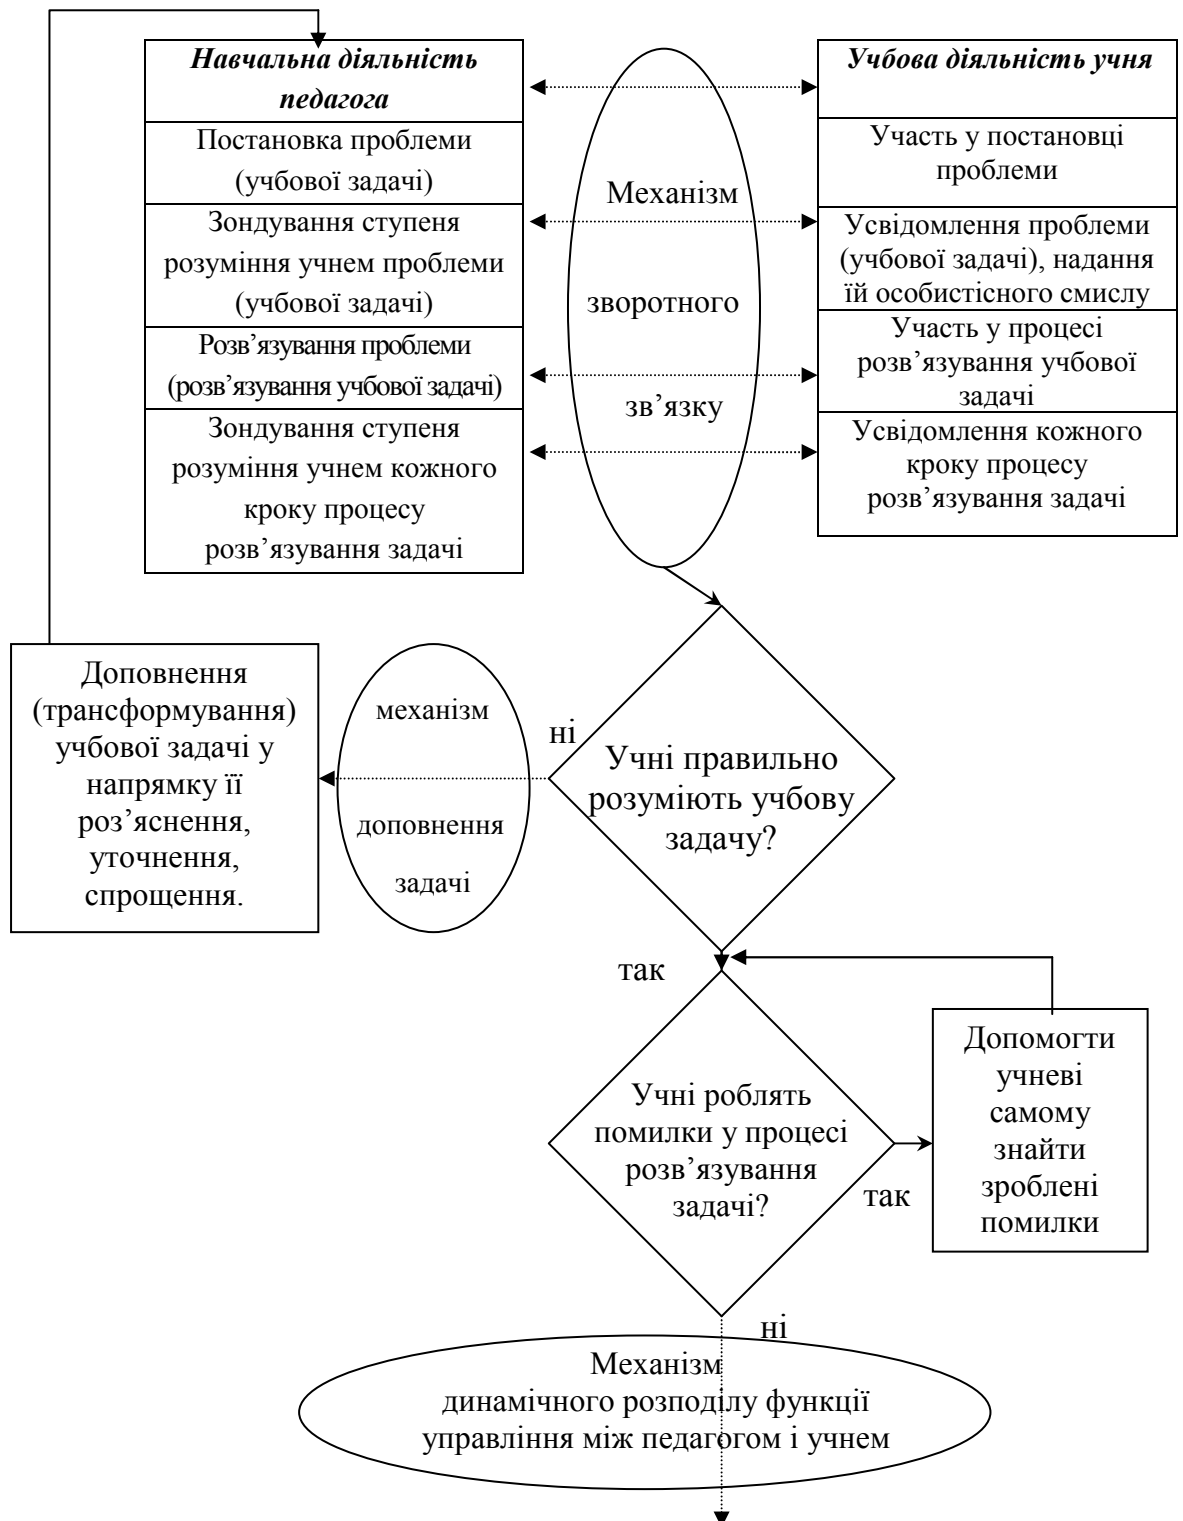 Навчальна діяльність
педагога
Постановка проблеми
(учбової задачі)
Зондування ступеня
розуміння учнем проблеми
(учбової задачі)
Розв'язування проблеми
(розв'язування учбової задачі)
Зондування ступеня
розуміння учнем кожного
кроку процесу
розв’язування задачі
Механізм
зворотного
зв’язку
Учбова діяльність учня
Участь у постановці
проблеми
Усвідомлення проблеми
(учбової задачі), надання
їй особистісного смислу
Участь у процесі
розв’язування учбової
задачі
Усвідомлення кожного
кроку процесу
розв’язування задачі
Доповнення
(трансформування)
учбової задачі у
напрямку її
роз’яснення,
уточнення,
спрощення.
механізм
доповнення
задачі
ні
Учні правильно
розуміють учбову
задачу?
так
Учні роблять
помилки у процесі
розв’язування
задачі?
так
Допомогти
учневі
самому
знайти
зроблені
помилки
ні
Механізм
динамічного розподілу функції
управління між педагогом і учнем